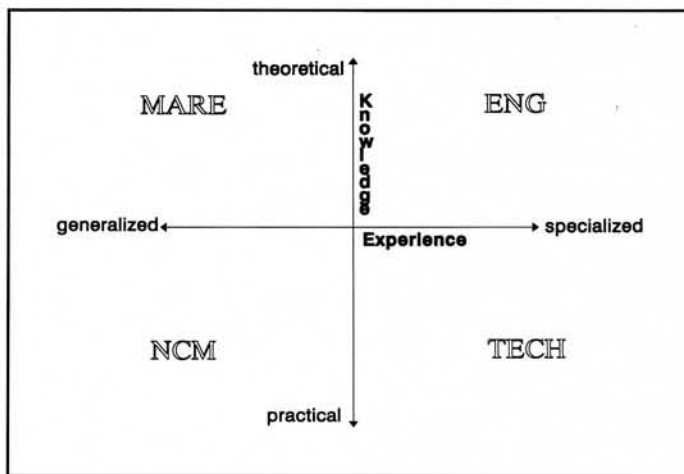 theoretical
MARE
Knowledge
ENG
generalized
specialized
Experience
NCM
TECH
practical